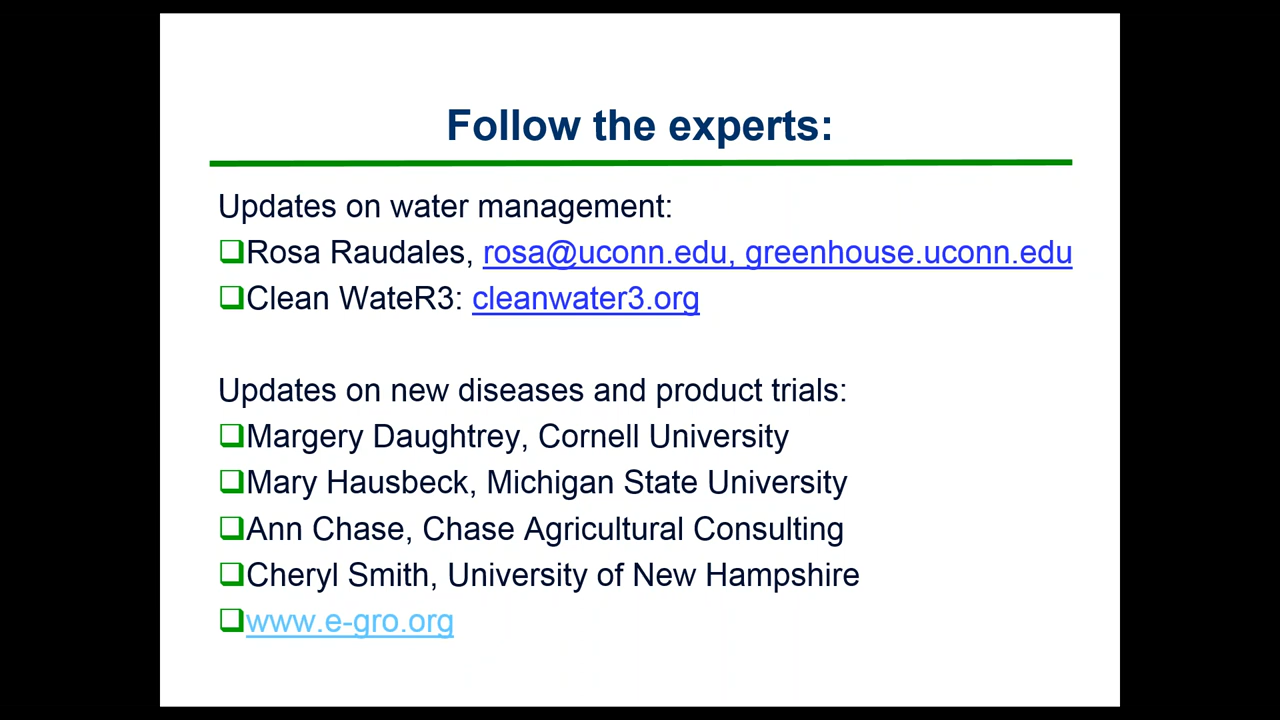 Follow the experts:
Updates on water management:
Rosa Raudales, rosa@uconn.edu, greenhouse.uconn.edu
Clean WateR3: cleanwater3.org
Updates on new diseases and product trials:
Margery Daughtrey, Cornell University
Mary Hausbeck, Michigan State University
Ann Chase, Chase Agricultural Consulting
Cheryl Smith, University of New Hampshire
www.e-gro.org